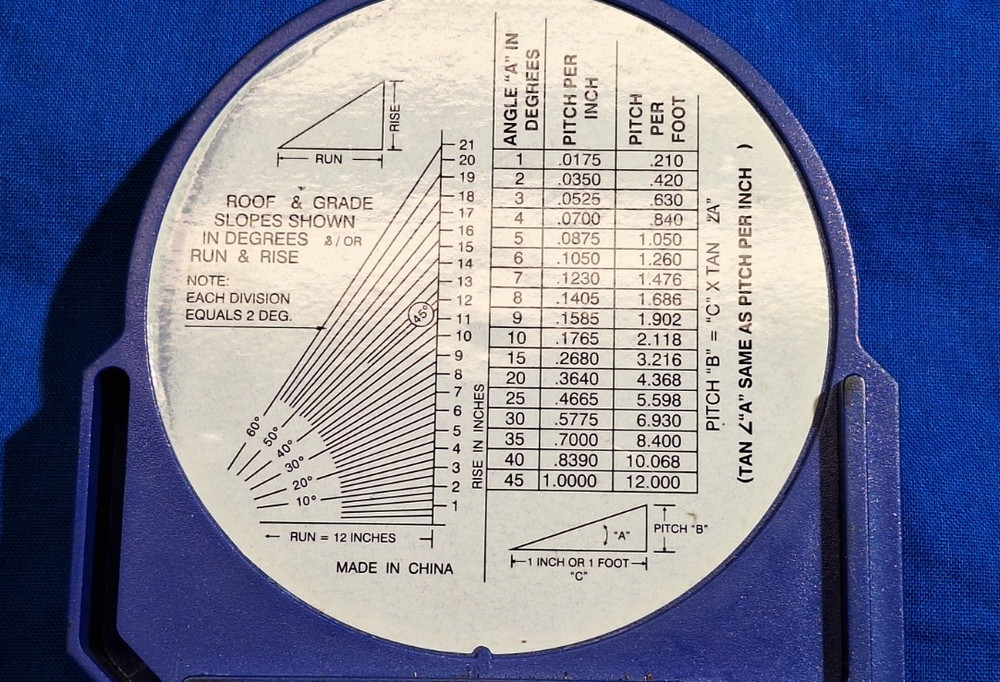 RISE
RUN
ROOF & GRADE
SLOPES SHOWN
IN DEGREES &/OR
RUN & RISE
NOTE:
EACH DIVISION
EQUALS 2 DEG.
21
20
19
18
17
16
15
14
13
12
11
10
9
8
7
6
5
4
3
2
1
45°
60°
50°
40°
30°
20°
10°
RISE IN INCHES
RUN = 12 INCHES
MADE IN CHINA
ANGLE "A" IN DEGREES PITCH PER INCH PITCH PER FOOT
1 .0175 .210
2 .0350 .420
3 .0525 .630
4 .0700 .840
5 .0875 1.050
6 .1050 1.260
7 .1230 1.476
8 .1405 1.686
9 .1585 1.902
10 .1765 2.118
15 .2680 3.216
20 .3640 4.368
25 .4665 5.598
30 .5775 6.930
35 .7000 8.400
40 .8390 10.068
45 1.0000 12.000
PITCH "B" = "C" X TAN ∠A"
(TAN ∠"A" SAME AS PITCH PER INCH )
"A"
PITCH "B"
1 INCH OR 1 FOOT
"C"